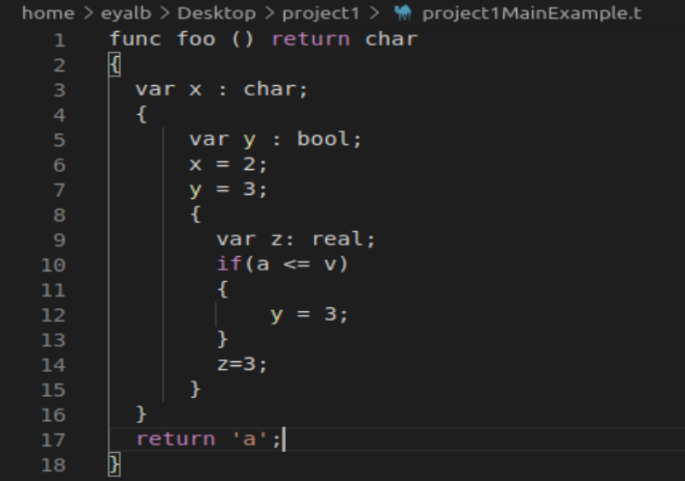 home > eyalb > Desktop > project1 > project1MainExample.t
1 func foo () return char
2 {
3 var x : char;
4 {
5 var y : bool;
6 x = 2;
7 y = 3;
8 {
9 var z: real;
10 if(a <= v)
11 {
12 y = 3;
13 }
14 z=3;
15 }
16 }
17 return 'a';
18 }